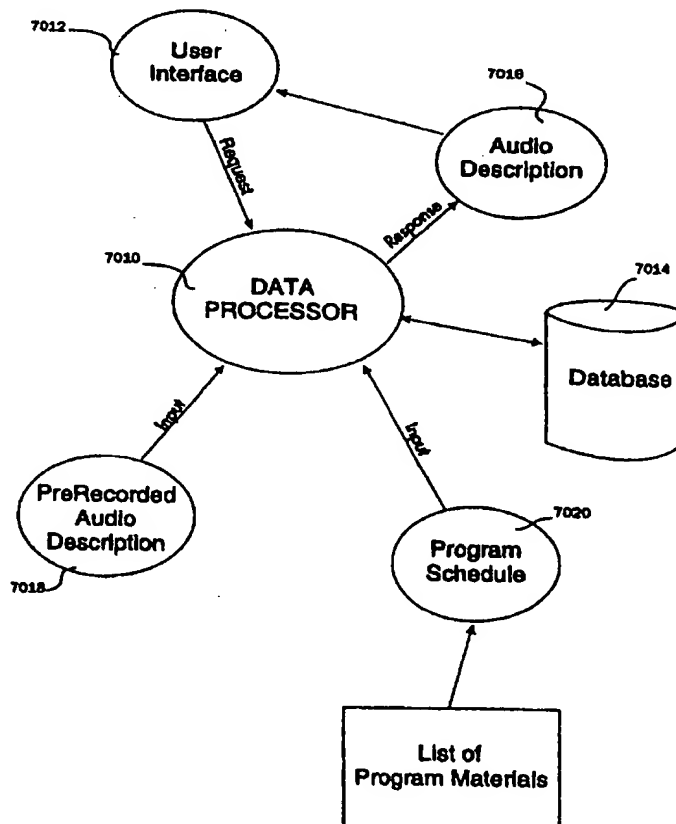 7012
User
Interface
7016
Audio
Description
Request
Response
7010
DATA
PROCESSOR
7014
Database
Input
Input
PreRecorded
Audio
Description
7018
7020
Program
Schedule
List of
Program Materials